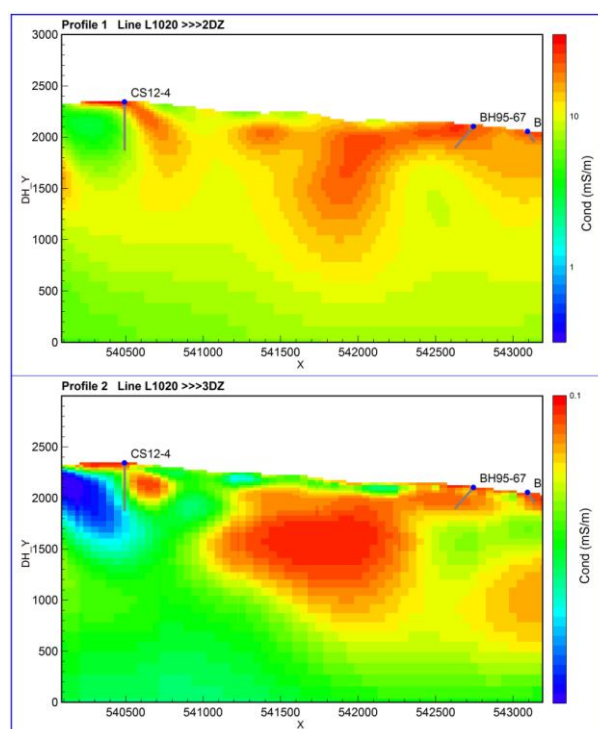 Profile 1 Line L1020 >>>2DZ
3000
2500
2000
1500
1000
500
0
DH_Y
CS12-4
BH95-67
B
540500
541000
541500
542000
542500
543000
X
10
1
Cond (mS/m)
Profile 2 Line L1020 >>>3DZ
2500
2000
1500
1000
500
0
DH_Y
CS12-4
BH95-67
B
540500
541000
541500
542000
542500
543000
X
0.1
Cond (mS/m)